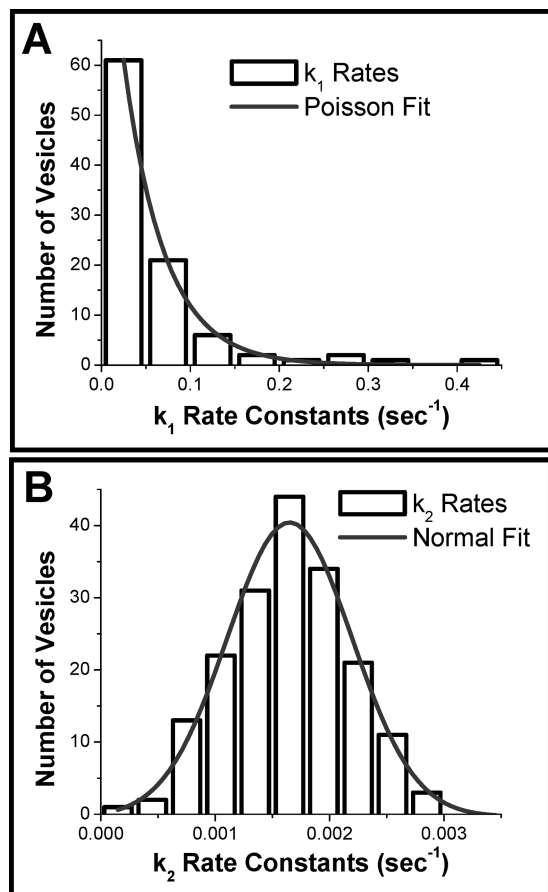 A
k₁ Rates
Poisson Fit
Number of Vesicles
60
50
40
30
20
10
0
0.0 0.1 0.2 0.3 0.4
k₁ Rate Constants (sec⁻¹)
B
k₂ Rates
Normal Fit
Number of Vesicles
40
30
20
10
0
0.000 0.001 0.002 0.003
k₂ Rate Constants (sec⁻¹)